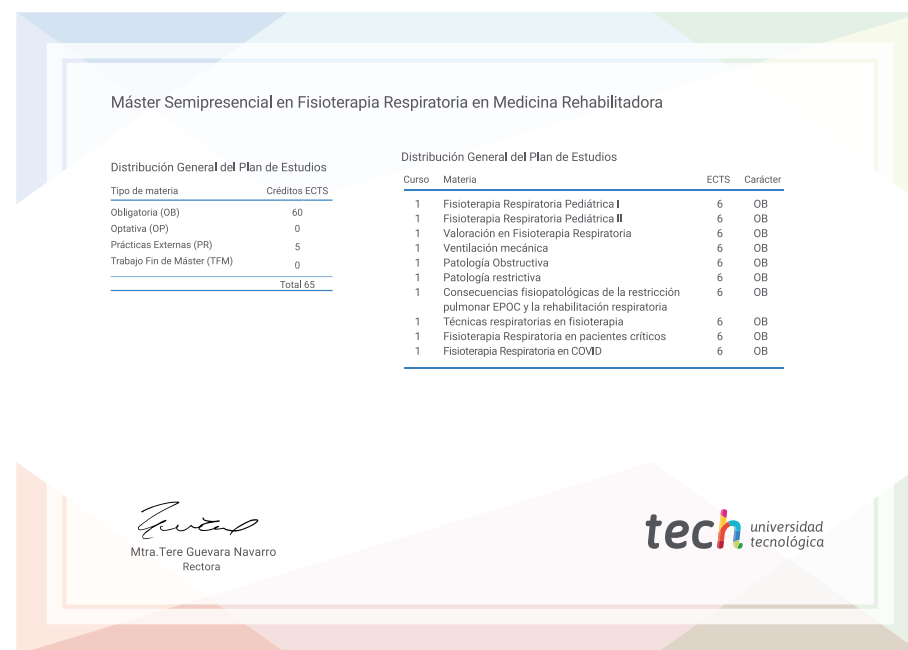 Máster Semipresencial en Fisioterapia Respiratoria en Medicina Rehabilitadora
Distribución General del Plan de Estudios
Tipo de materia Créditos ECTS
Obligatoria (OB) 60
Optativa (OP) 0
Prácticas Externas (PR) 5
Trabajo Fin de Máster (TFM) 0
Total 65
Distribución General del Plan de Estudios
Curso Materia ECTS Carácter
1 Fisioterapia Respiratoria Pediátrica I 6 OB
1 Fisioterapia Respiratoria Pediátrica II 6 OB
1 Valoración en Fisioterapia Respiratoria 6 OB
1 Ventilación mecánica 6 OB
1 Patología Obstructiva 6 OB
1 Patología restrictiva 6 OB
1 Consecuencias fisiopatológicas de la restricción 6 OB
pulmonar EPOC y la rehabilitación respiratoria
1 Técnicas respiratorias en fisioterapia 6 OB
1 Fisioterapia Respiratoria en pacientes críticos 6 OB
1 Fisioterapia Respiratoria en COVID 6 OB
Mtra.Tere Guevara Navarro
Rectora
tech universidad
tecnológica